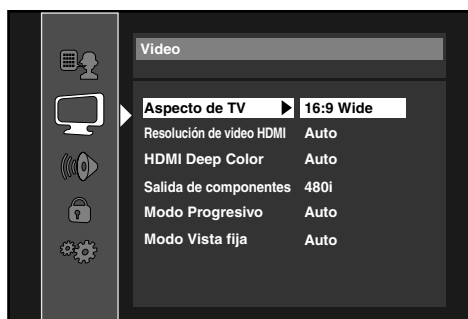 Video
Aspecto de TV 16:9 Wide
Resolución de video HDMI Auto
HDMI Deep Color Auto
Salida de componentes 480i
Modo Progresivo Auto
Modo Vista fija Auto